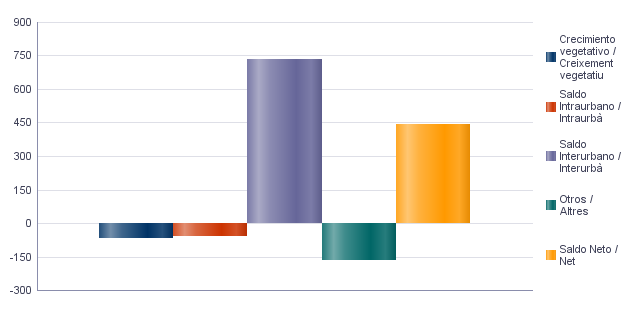 900
750
600
450
300
150
0
-150
-300
Crecimiento
vegetativo /
Creixement
vegetatiu
Saldo
Intraurbano /
Intraurbà
Saldo
Interurbano /
Interurbà
Otros /
Altres
Saldo Neto /
Net